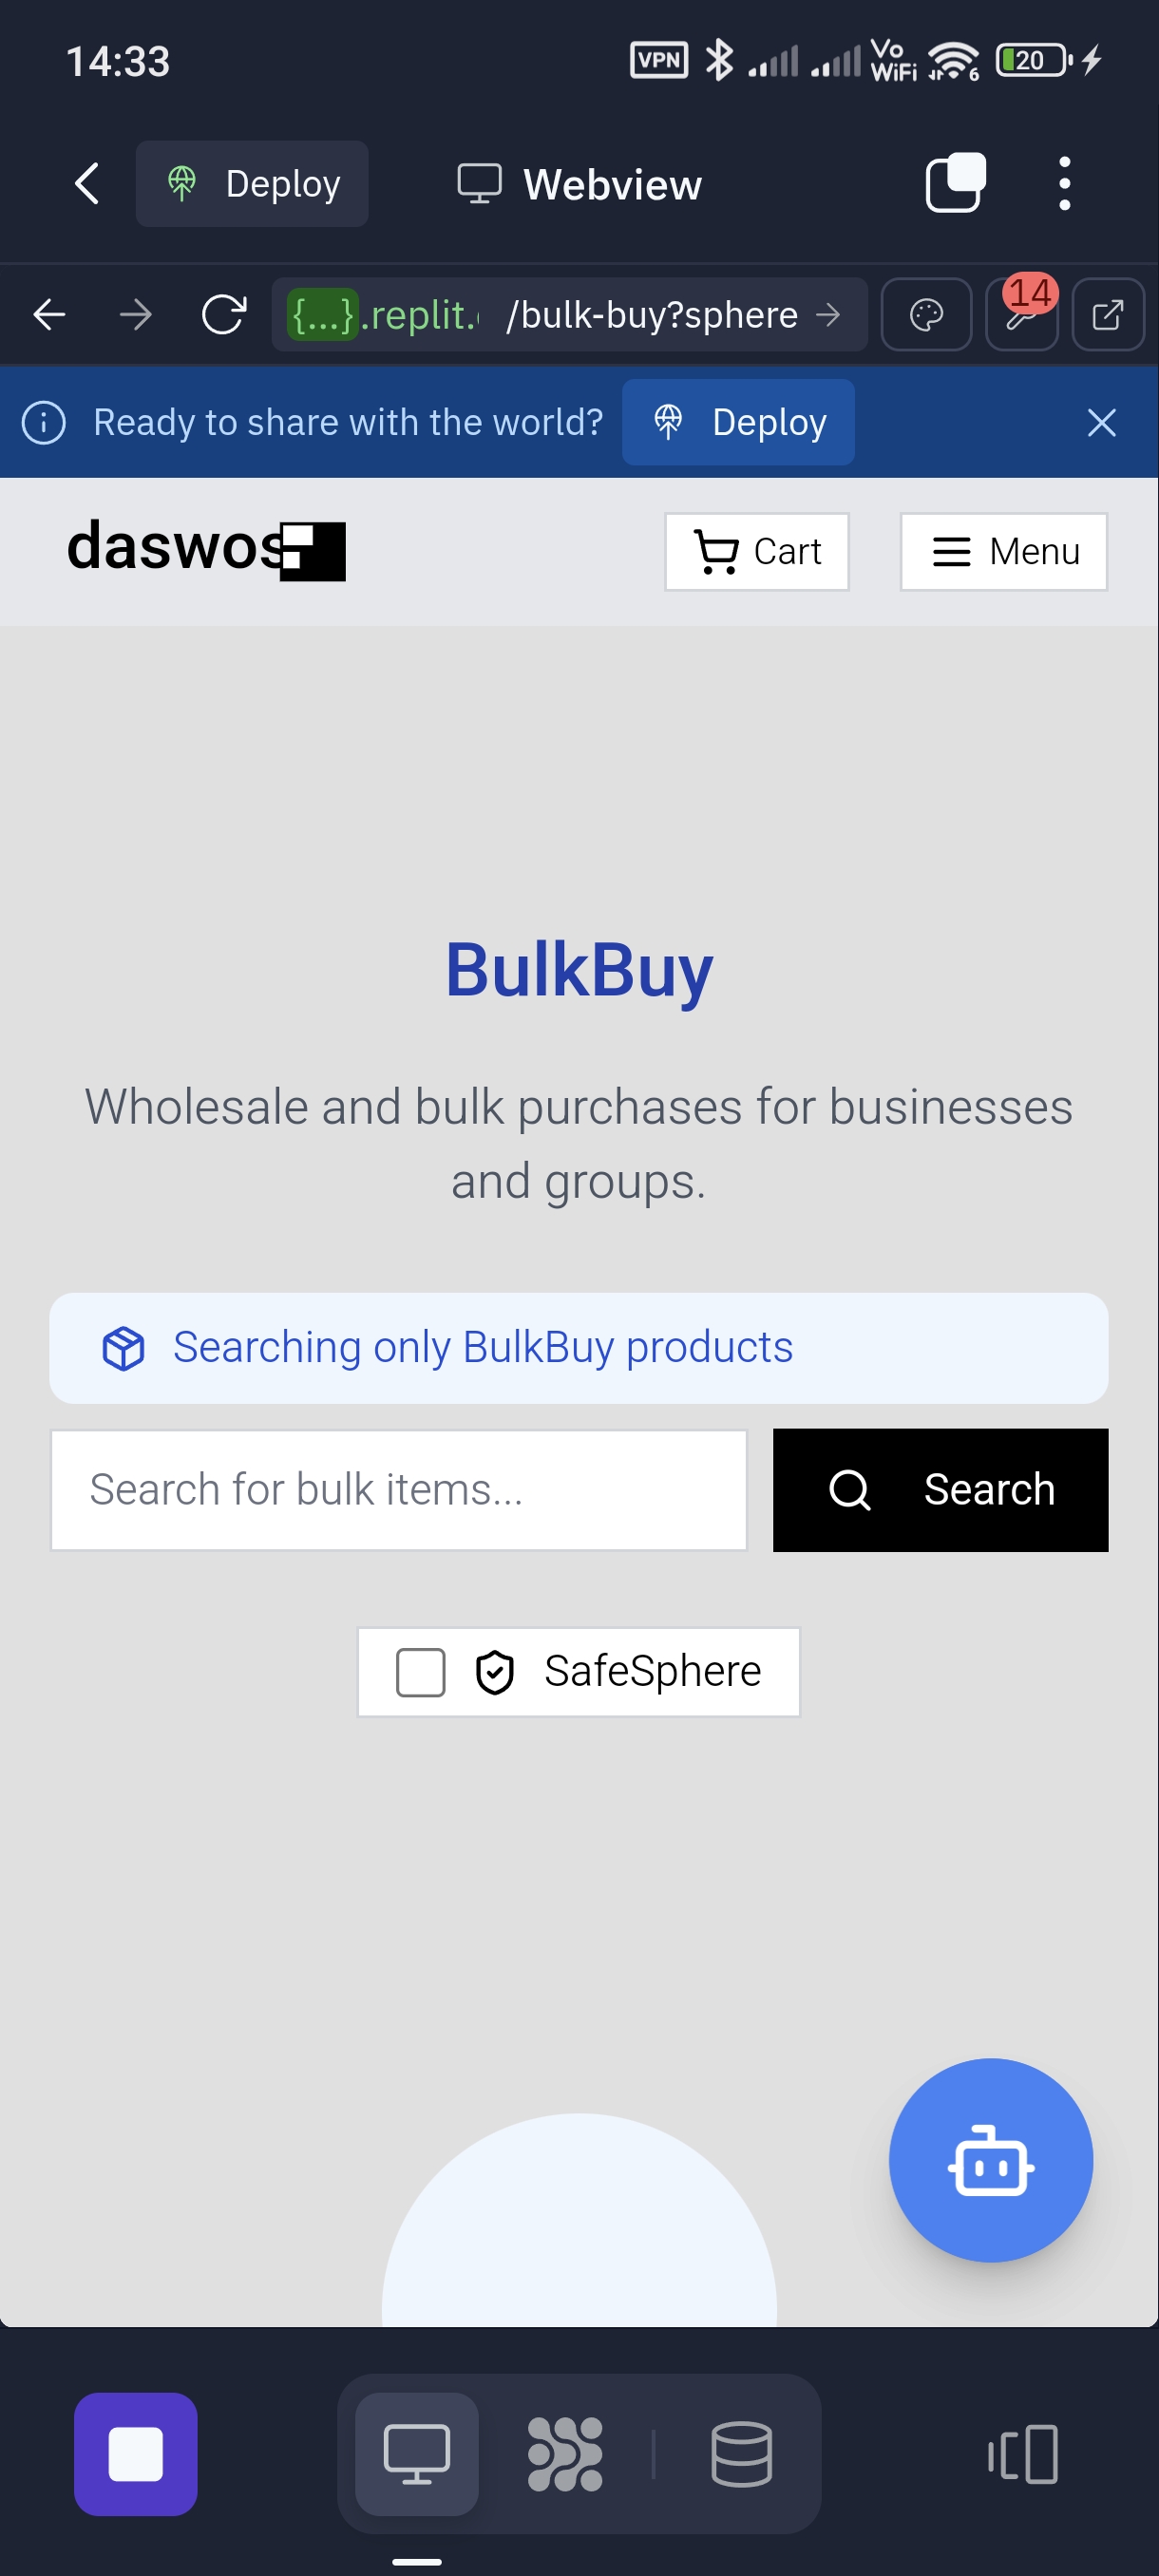 14:33
VPN
Vo
WiFi
6
20
Deploy
Webview
{...}.replit.
/bulk-buy?sphere
14
Ready to share with the world?
Deploy
daswos
Cart
Menu
BulkBuy
Wholesale and bulk purchases for businesses
and groups.
Searching only BulkBuy products
Search for bulk items...
Search
SafeSphere